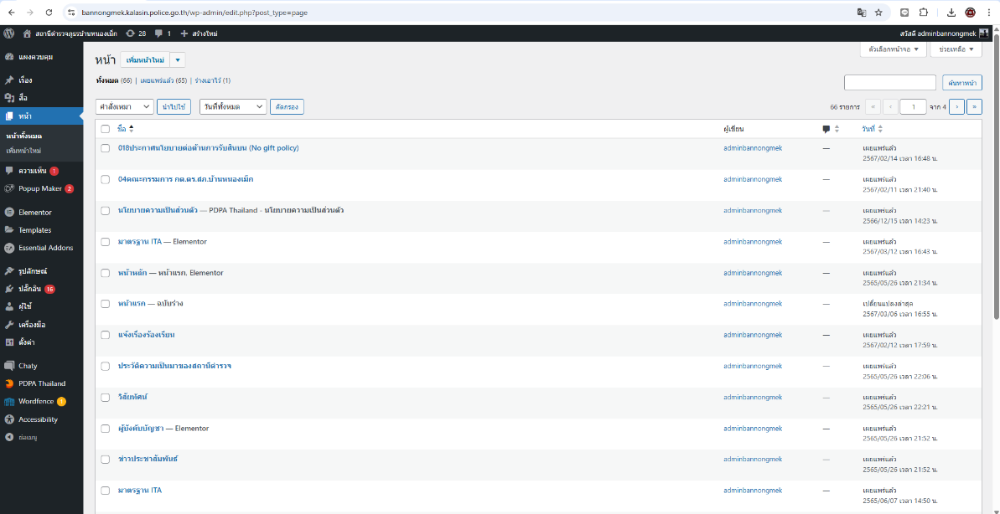 bannongmek.kalasin.police.go.th/wp-admin/edit.php?post_type=page
สถานีตำรวจภูธรบ้านหนองเม็ก 28 1 สร้างใหม่ สวัสดี adminbannongmek
แผงควบคุม
เรื่อง
สื่อ
หน้า
หน้าทั้งหมด
เพิ่มหน้าใหม่
ความเห็น 1
Popup Maker 2
Elementor
Templates
Essential Addons
รูปลักษณ์
ปลั๊กอิน 16
ผู้ใช้
เครื่องมือ
ตั้งค่า
Chaty
PDPA Thailand
Wordfence 1
Accessibility
ย่อเมนู
ตัวเลือกหน้าจอ ▼ ช่วยเหลือ ▼
หน้า เพิ่มหน้าใหม่
ทั้งหมด (66) | เผยแพร่แล้ว (65) | ร่างเอาไว้ (1)
ค้นหาหน้า
คำสั่งเหมา นำไปใช้ วันที่ทั้งหมด คัดกรอง 66 รายการ « ‹ 1 จาก 4 › »
ชื่อ ผู้เขียน วันที่
018ประกาศนโยบายต่อต้านการรับสินบน (No gift policy) adminbannongmek — เผยแพร่แล้ว
2567/02/14 เวลา 16:48 น.
04คณะกรรมการ กต.ตร.สภ.บ้านหนองเม็ก adminbannongmek — เผยแพร่แล้ว
2567/02/11 เวลา 21:40 น.
นโยบายความเป็นส่วนตัว — PDPA Thailand - นโยบายความเป็นส่วนตัว adminbannongmek — เผยแพร่แล้ว
2566/12/15 เวลา 14:23 น.
มาตรฐาน ITA — Elementor adminbannongmek — เผยแพร่แล้ว
2567/03/12 เวลา 16:43 น.
หน้าหลัก — หน้าแรก, Elementor adminbannongmek — เผยแพร่แล้ว
2565/05/26 เวลา 21:34 น.
หน้าแรก — ฉบับร่าง adminbannongmek — เปลี่ยนแปลงล่าสุด
2567/03/06 เวลา 16:55 น.
แจ้งเรื่องร้องเรียน adminbannongmek — เผยแพร่แล้ว
2567/02/12 เวลา 17:59 น.
ประวัติความเป็นมาของสถานีตำรวจ adminbannongmek — เผยแพร่แล้ว
2565/05/26 เวลา 22:06 น.
วิสัยทัศน์ adminbannongmek — เผยแพร่แล้ว
2565/05/26 เวลา 22:21 น.
ผู้บังคับบัญชา — Elementor adminbannongmek — เผยแพร่แล้ว
2565/05/26 เวลา 21:52 น.
ข่าวประชาสัมพันธ์ adminbannongmek — เผยแพร่แล้ว
2565/05/26 เวลา 21:52 น.
มาตรฐาน ITA adminbannongmek — เผยแพร่แล้ว
2565/06/07 เวลา 14:50 น.